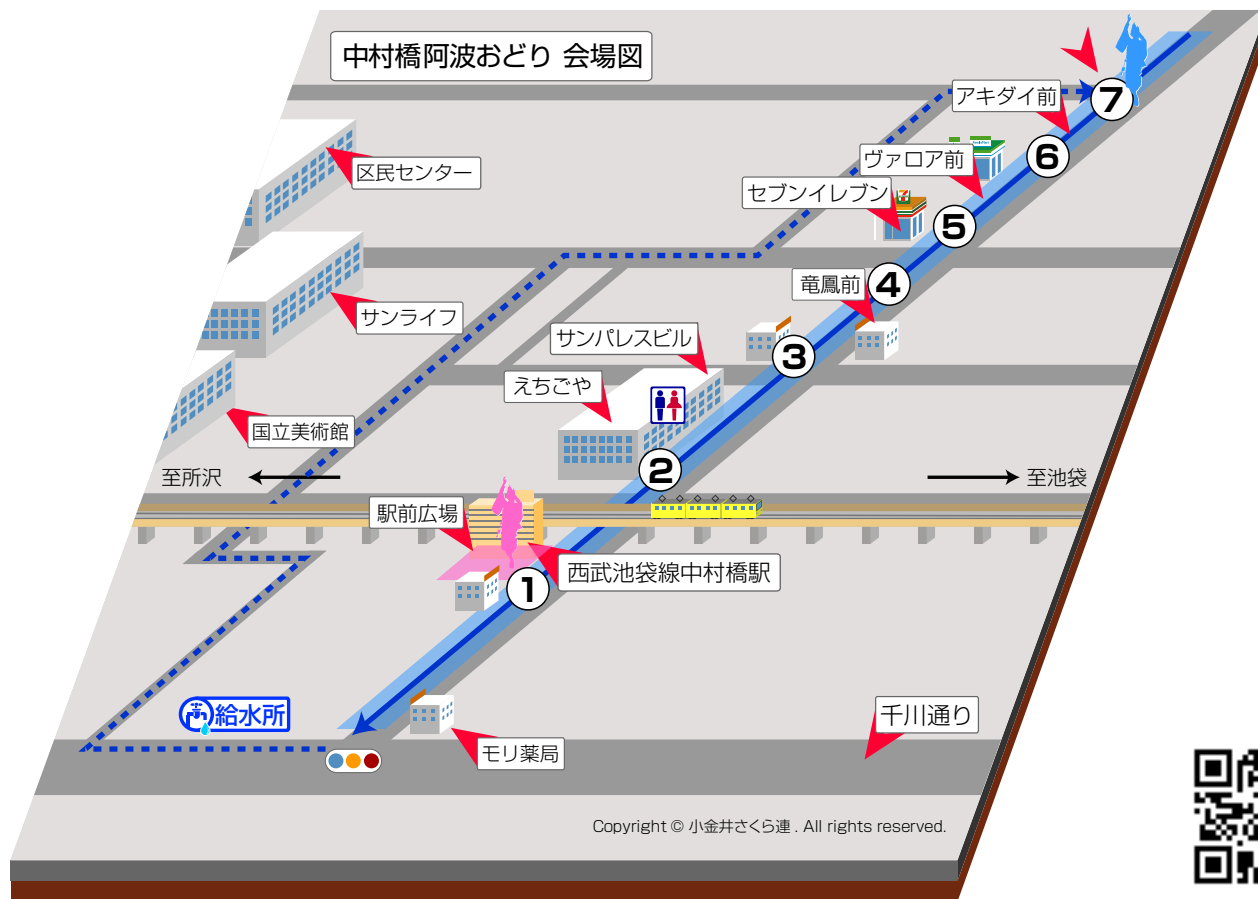 中村橋阿波おどり 会場図
⑦
アキダイ前
⑥
ヴァロア前
区民センター
セブンイレブン
7
⑤
竜鳳前
④
サンライフ
サンパレスビル
③
えちごや
国立美術館
②
至所沢
至池袋
駅前広場
西武池袋線中村橋駅
①
給水所
千川通り
モリ薬局
Copyright © 小金井さくら連 . All rights reserved.